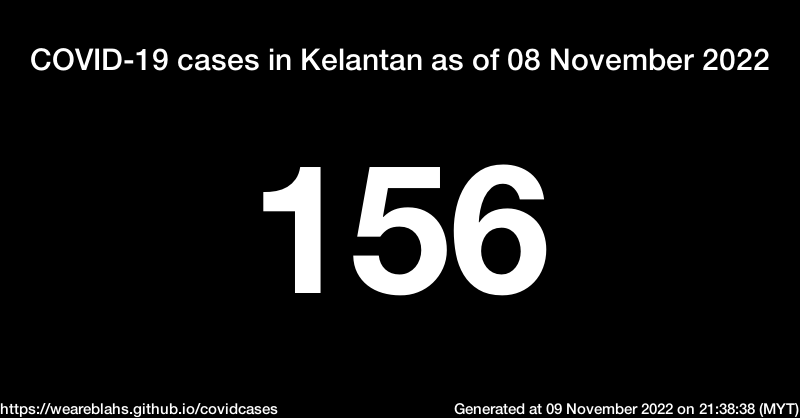 COVID-19 cases in Kelantan as of 08 November 2022
156
https://weareblahs.github.io/covidcases
Generated at 09 November 2022 on 21:38:38 (MYT)